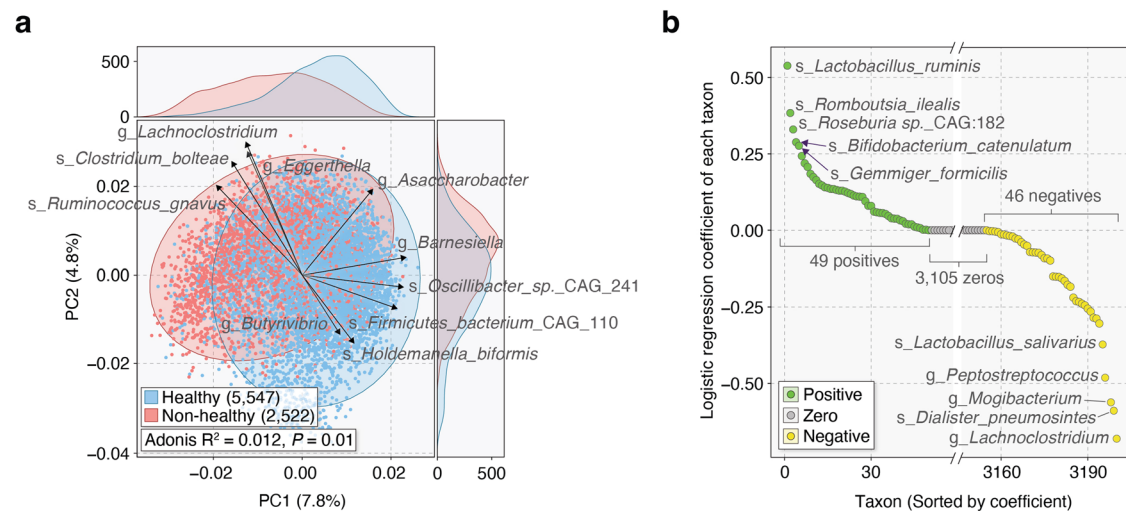 a
500
0
g_Lachnoclostridium
s_Clostridium_bolteae
g_Eggerthella
0.02
g_Asaccharobacter
s_Ruminococcus_gnavus
g_Barnesiella
PC2 (4.8%)
0.00
s_Oscillibacter_sp._CAG_241
g_Butyrivibrio
s_Firmicutes_bacterium_CAG_110
s_Holdemanella_biformis
−0.02
Healthy (5,547)
Non-healthy (2,522)
Adonis R² = 0.012, P = 0.01
−0.04
−0.02 0.00 0.02 0 500
PC1 (7.8%)
b
Logistic regression coefficient of each taxon
0.50
s_Lactobacillus_ruminis
s_Romboutsia_ilealis
s_Roseburia sp._CAG:182
0.25
s_Bifidobacterium_catenulatum
s_Gemmiger_formicilis
46 negatives
0.00
49 positives
3,105 zeros
−0.25
s_Lactobacillus_salivarius
g_Peptostreptococcus
−0.50
Positive
Zero
Negative
g_Mogibacterium
s_Dialister_pneumosintes
g_Lachnoclostridium
0 30 3160 3190
Taxon (Sorted by coefficient)